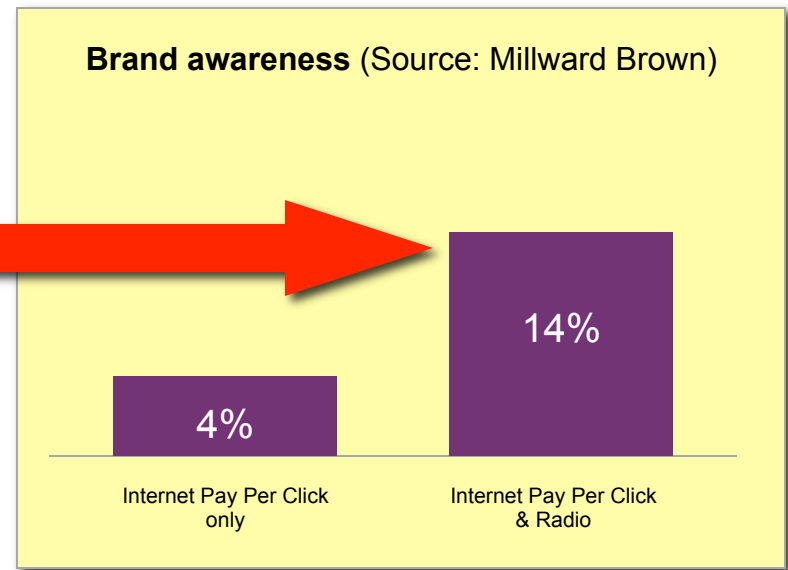 Brand awareness (Source: Millward Brown)
14%
4%
Internet Pay Per Click
only
Internet Pay Per Click
& Radio